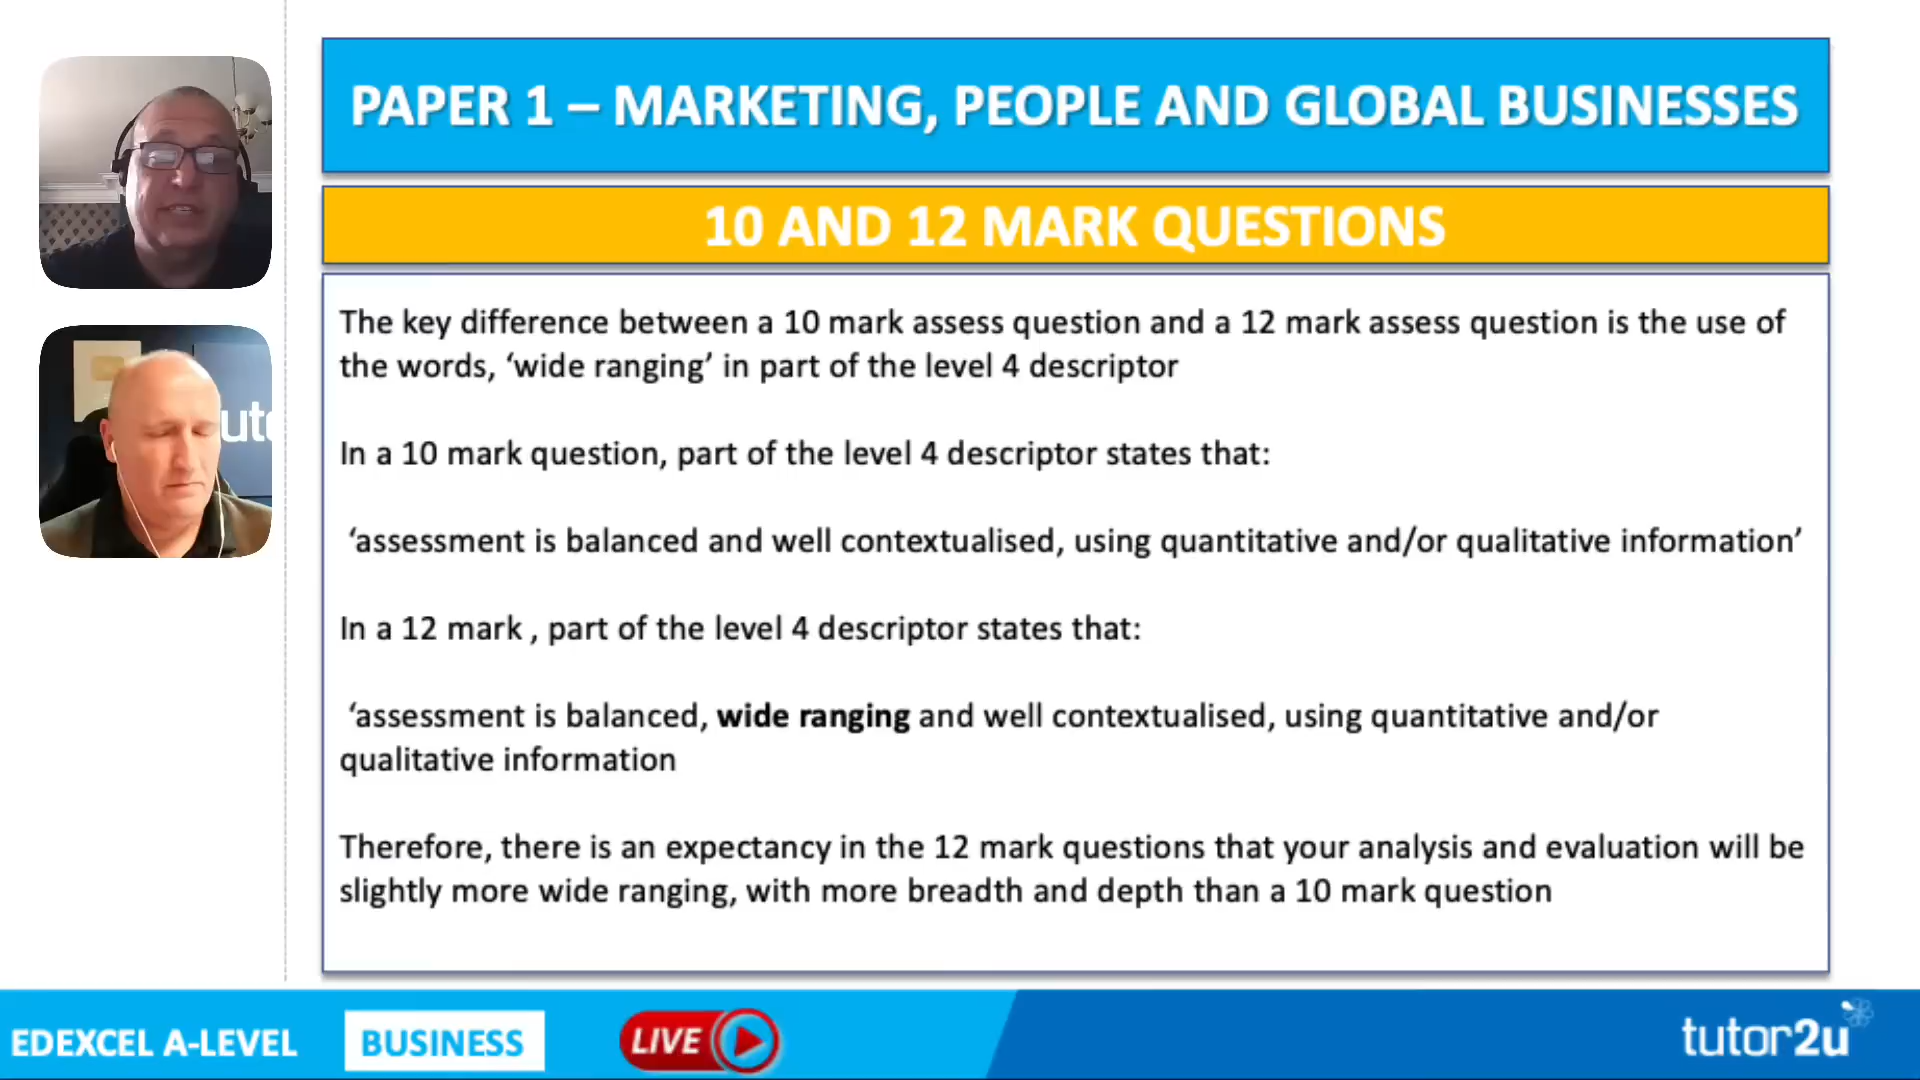 PAPER 1 – MARKETING, PEOPLE AND GLOBAL BUSINESSES
10 AND 12 MARK QUESTIONS
The key difference between a 10 mark assess question and a 12 mark assess question is the use of
the words, ‘wide ranging’ in part of the level 4 descriptor
In a 10 mark question, part of the level 4 descriptor states that:
‘assessment is balanced and well contextualised, using quantitative and/or qualitative information’
In a 12 mark , part of the level 4 descriptor states that:
‘assessment is balanced, wide ranging and well contextualised, using quantitative and/or
qualitative information
Therefore, there is an expectancy in the 12 mark questions that your analysis and evaluation will be
slightly more wide ranging, with more breadth and depth than a 10 mark question
EDEXCEL A-LEVEL
BUSINESS
LIVE
tutor2u